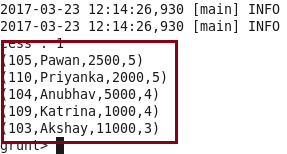 2017-03-23 12:14:26,930 [main] INFO
2017-03-23 12:14:26,930 [main] INFO
: 1
(105,Pawan,2500,5)
(110,Priyanka,2000,5)
(104,Anubhav,5000,4)
(109,Katrina,1000,4)
(103,Akshay,11000,3)
grunt>